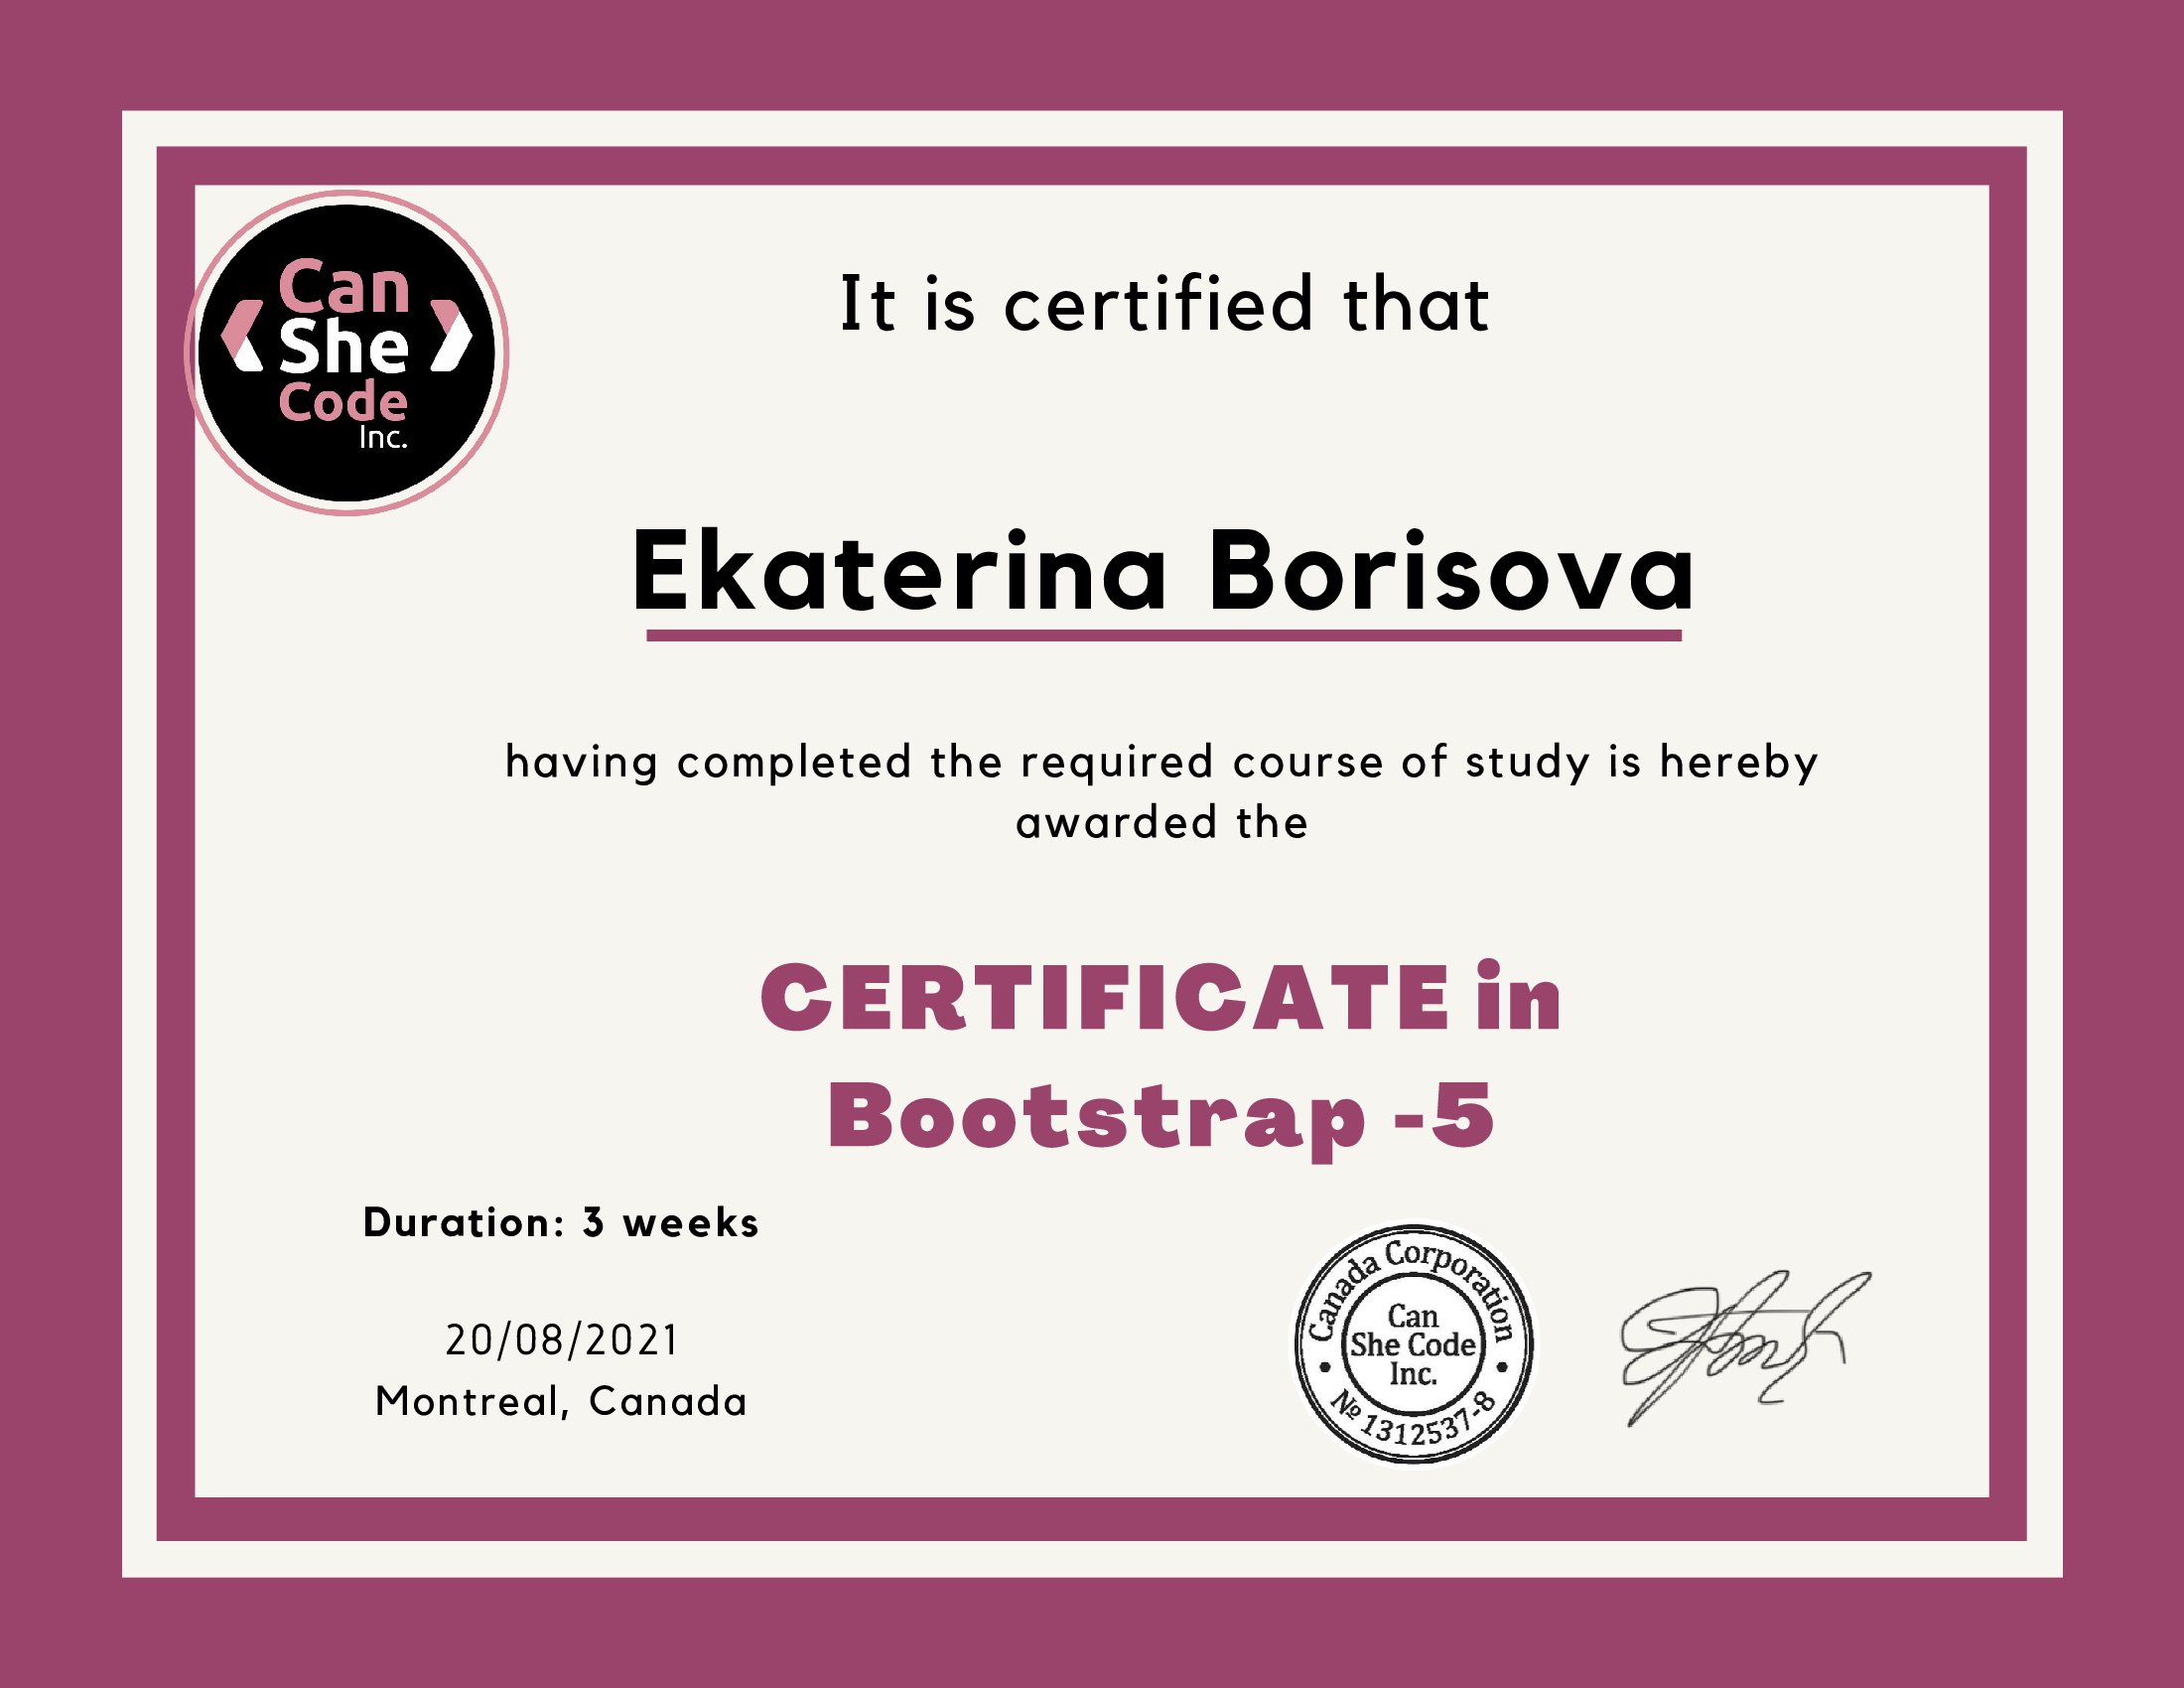 Can
She
Code
Inc.
It is certified that
Ekaterina Borisova
having completed the required course of study is hereby
awarded the
CERTIFICATE in
Bootstrap -5
Duration: 3 weeks
20/08/2021
Montreal, Canada
Canada Corporation
Can
She Code
Inc.
№ 1312537-8